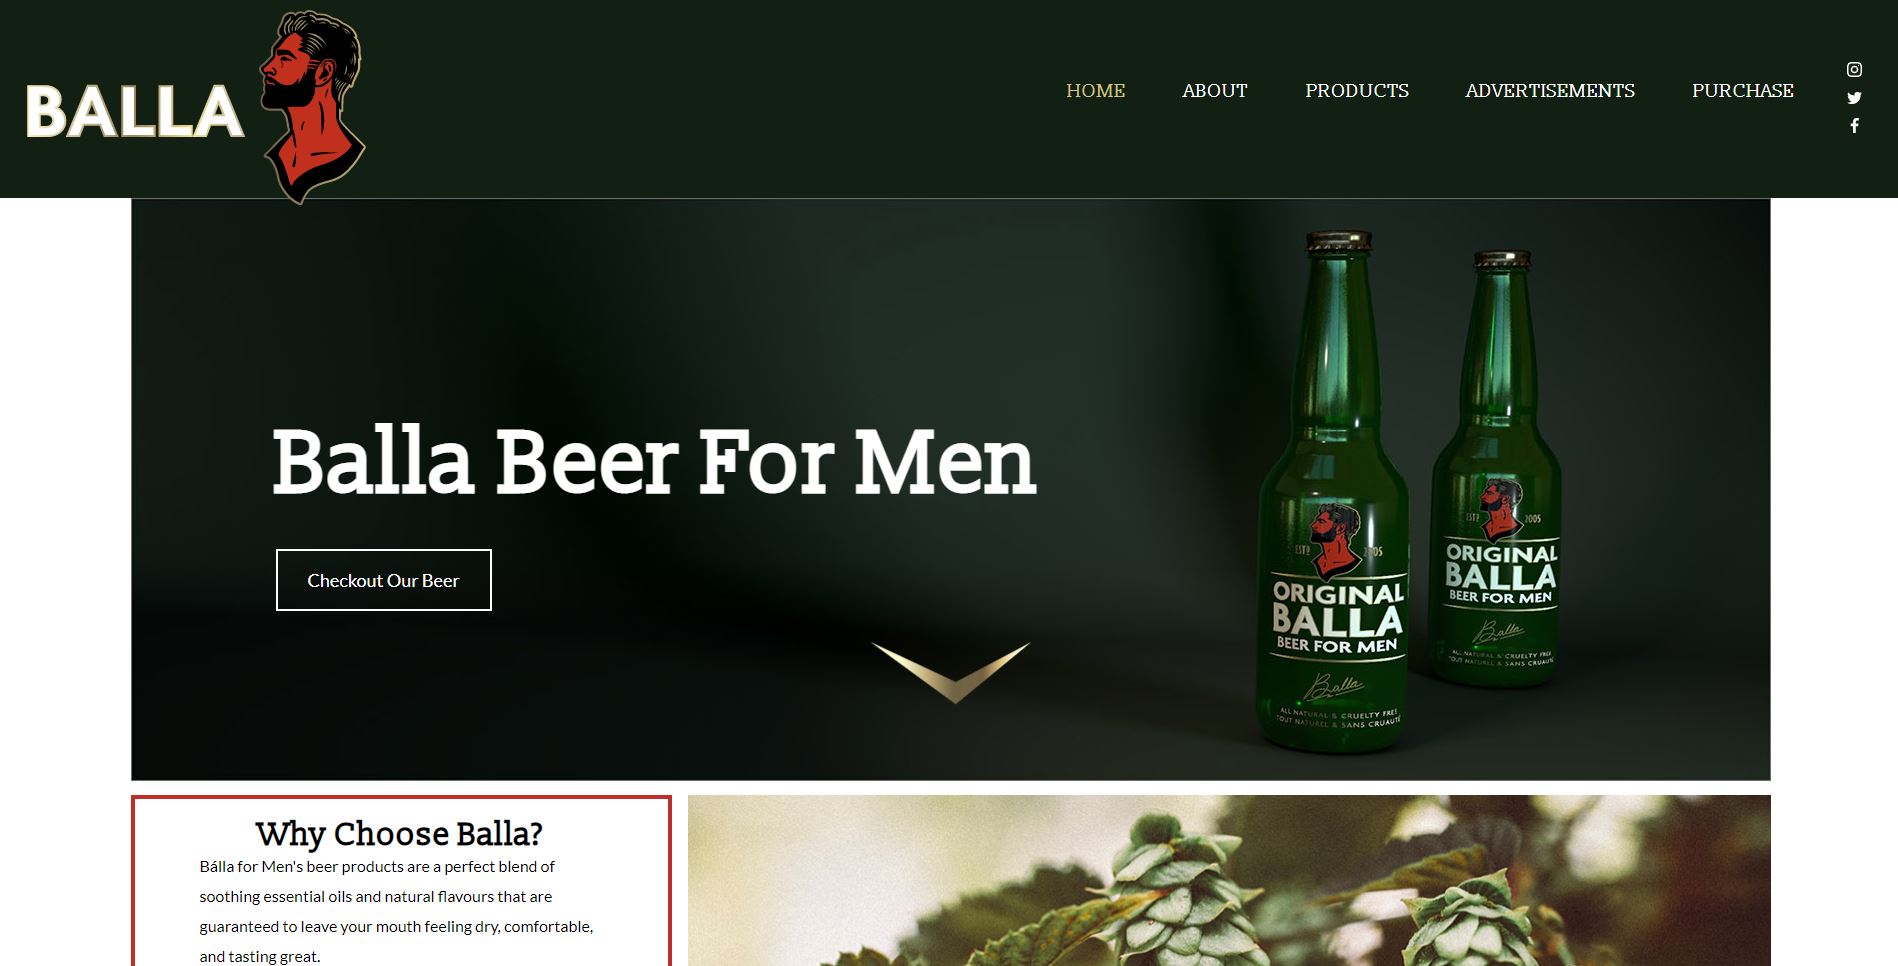 BALLA
HOME ABOUT PRODUCTS ADVERTISEMENTS PURCHASE
Balla Beer For Men
Checkout Our Beer
ESTD 2005
ORIGINAL
BALLA
BEER FOR MEN
Balla
ALL NATURAL & CRUELTY FREE
TOUT NATUREL & SANS CRUAUTÉ
ESTD 2005
ORIGINAL
BALLA
BEER FOR MEN
Balla
ALL NATURAL & CRUELTY FREE
TOUT NATUREL & SANS CRUAUTÉ
Why Choose Balla?
Bálla for Men's beer products are a perfect blend of
soothing essential oils and natural flavours that are
guaranteed to leave your mouth feeling dry, comfortable,
and tasting great.